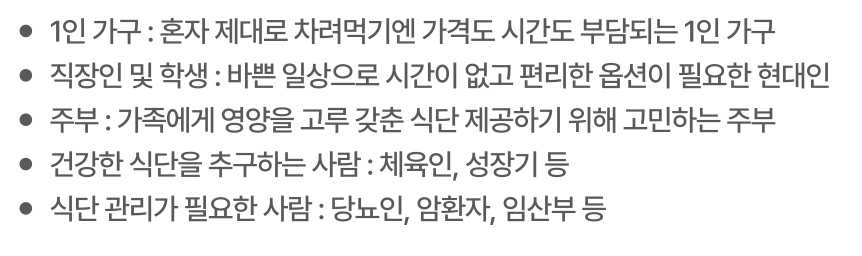 • 1인 가구 : 혼자 제대로 차려먹기엔 가격도 시간도 부담되는 1인 가구
• 직장인 및 학생 : 바쁜 일상으로 시간이 없고 편리한 옵션이 필요한 현대인
• 주부 : 가족에게 영양을 고루 갖춘 식단 제공하기 위해 고민하는 주부
• 건강한 식단을 추구하는 사람 : 체육인, 성장기 등
• 식단 관리가 필요한 사람 : 당뇨인, 암환자, 임산부 등